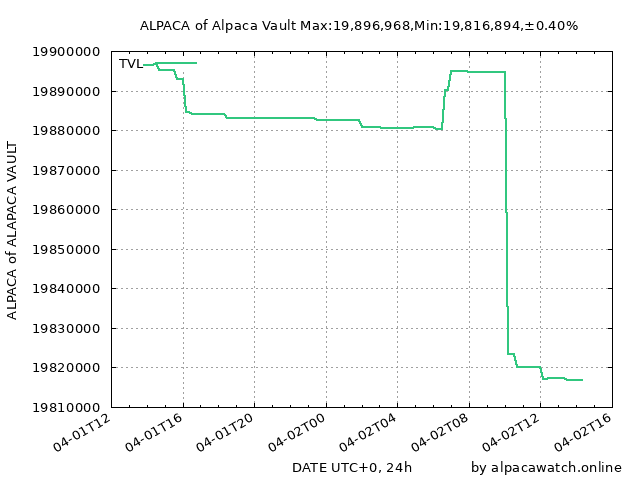 ALPACA of Alpaca Vault Max:19,896,968,Min:19,816,894,±0.40%
ALPACA of ALAPACA VAULT
19900000
19890000
19880000
19870000
19860000
19850000
19840000
19830000
19820000
19810000
TVL
04-01T12
04-01T16
04-01T20
04-02T00
04-02T04
04-02T08
04-02T12
04-02T16
DATE UTC+0, 24h
by alpacawatch.online